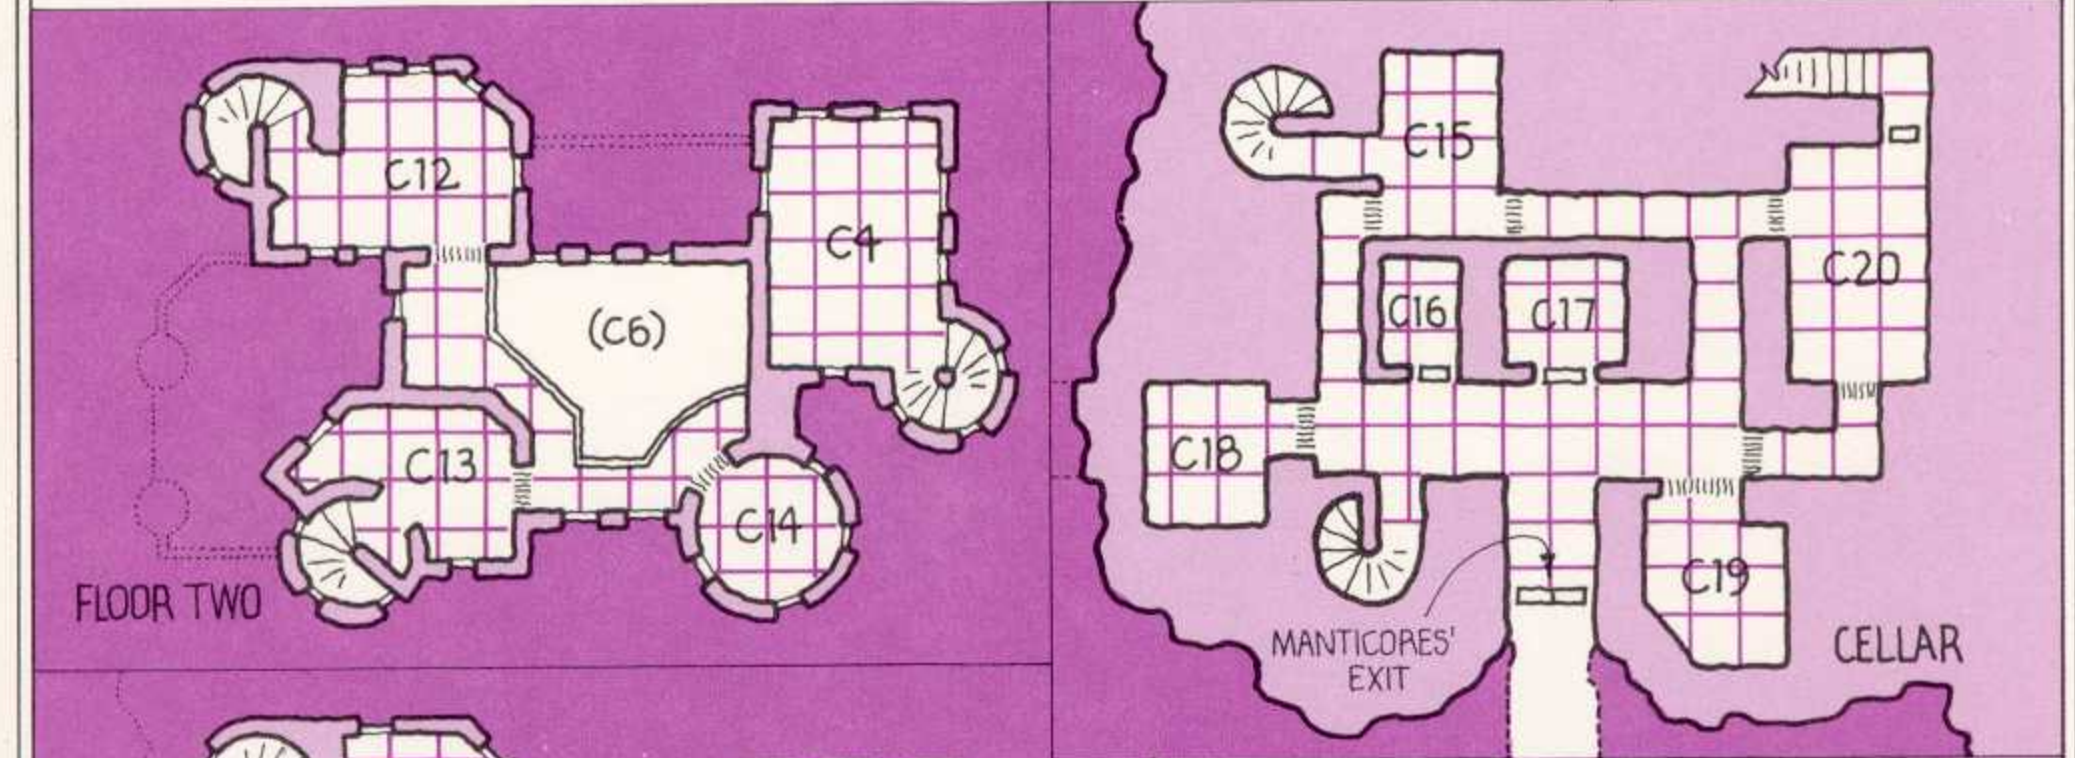 C12
C4
(C6)
C13
C14
FLOOR TWO
C15
C16
C17
C20
C18
C19
MANTICORES'
EXIT
CELLAR